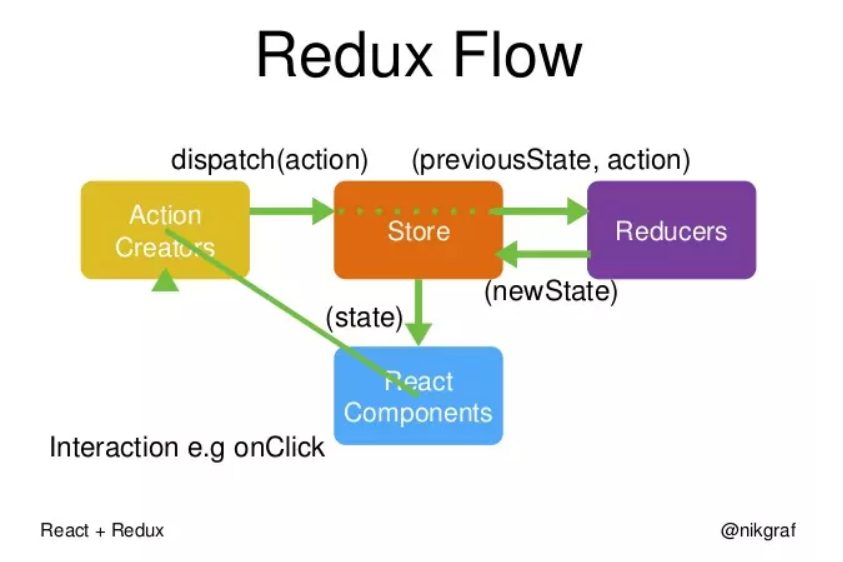 Redux Flow
dispatch(action)
(previousState, action)
Action
Creators
Store
Reducers
(newState)
(state)
React
Components
Interaction e.g onClick
React + Redux
@nikgraf